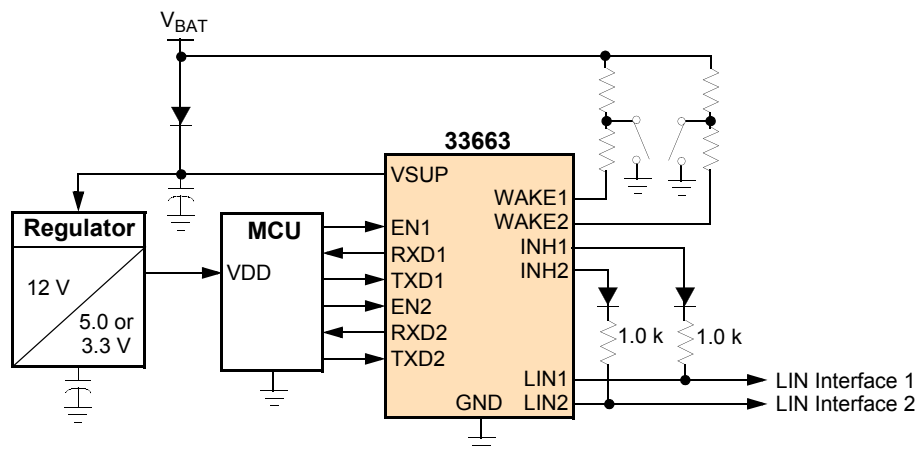 VBAT
33663
VSUP
WAKE1
WAKE2
Regulator
MCU
EN1
INH1
RXD1
INH2
VDD
TXD1
12 V
EN2
5.0 or
3.3 V
RXD2
1.0 k
1.0 k
TXD2
LIN1
LIN Interface 1
GND
LIN2
LIN Interface 2